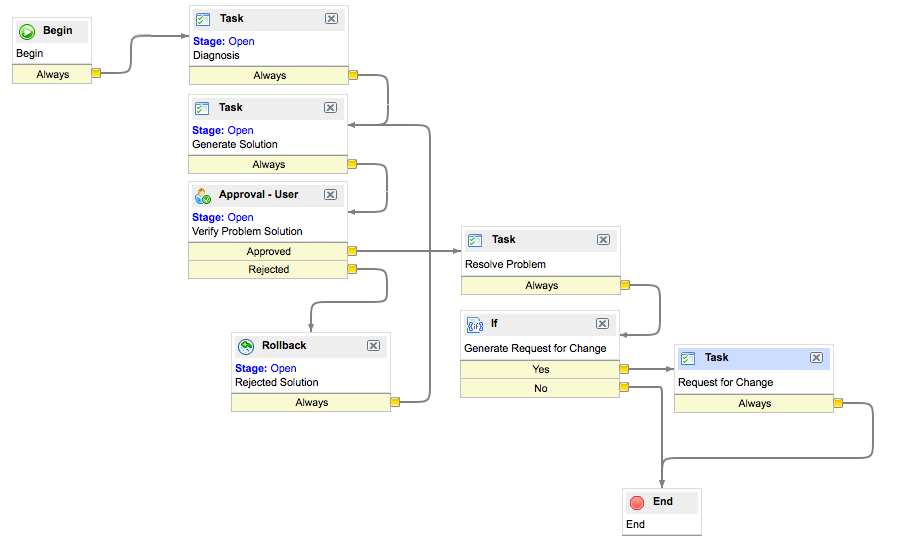 Begin
Begin
Always
Task
Stage: Open
Diagnosis
Always
Task
Stage: Open
Generate Solution
Always
Approval - User
Stage: Open
Verify Problem Solution
Approved
Rejected
Rollback
Stage: Open
Rejected Solution
Always
Task
Resolve Problem
Always
{if}
If
Generate Request for Change
Yes
No
Task
Request for Change
Always
End
End